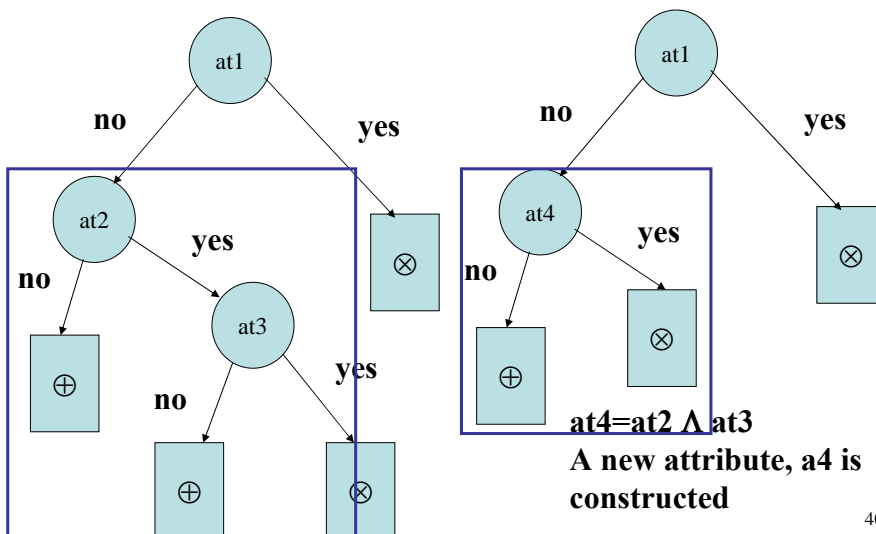 at1
no
yes
at2
no
yes
⊗
at3
⊕
no
yes
⊕
⊗
at1
no
yes
at4
no
yes
⊗
⊕
⊗
at4=at2 Λ at3
A new attribute, a4 is
constructed